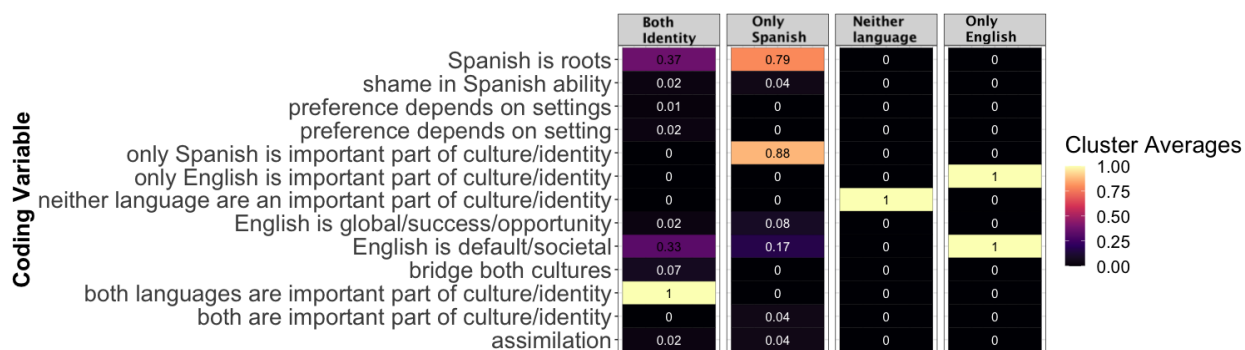 Both Identity
Only Spanish
Neither language
Only English
Coding Variable
Spanish is roots 0.37 0.79 0 0
shame in Spanish ability 0.02 0.04 0 0
preference depends on settings 0.01 0 0 0
preference depends on setting 0.02 0 0 0
only Spanish is important part of culture/identity 0 0.88 0 0
only English is important part of culture/identity 0 0 0 1
neither language are an important part of culture/identity 0 0 1 0
English is global/success/opportunity 0.02 0.08 0 0
English is default/societal 0.33 0.17 0 1
bridge both cultures 0.07 0 0 0
both languages are important part of culture/identity 1 0 0 0
both are important part of culture/identity 0 0.04 0 0
assimilation 0.02 0.04 0 0
Cluster Averages
1.00
0.75
0.50
0.25
0.00